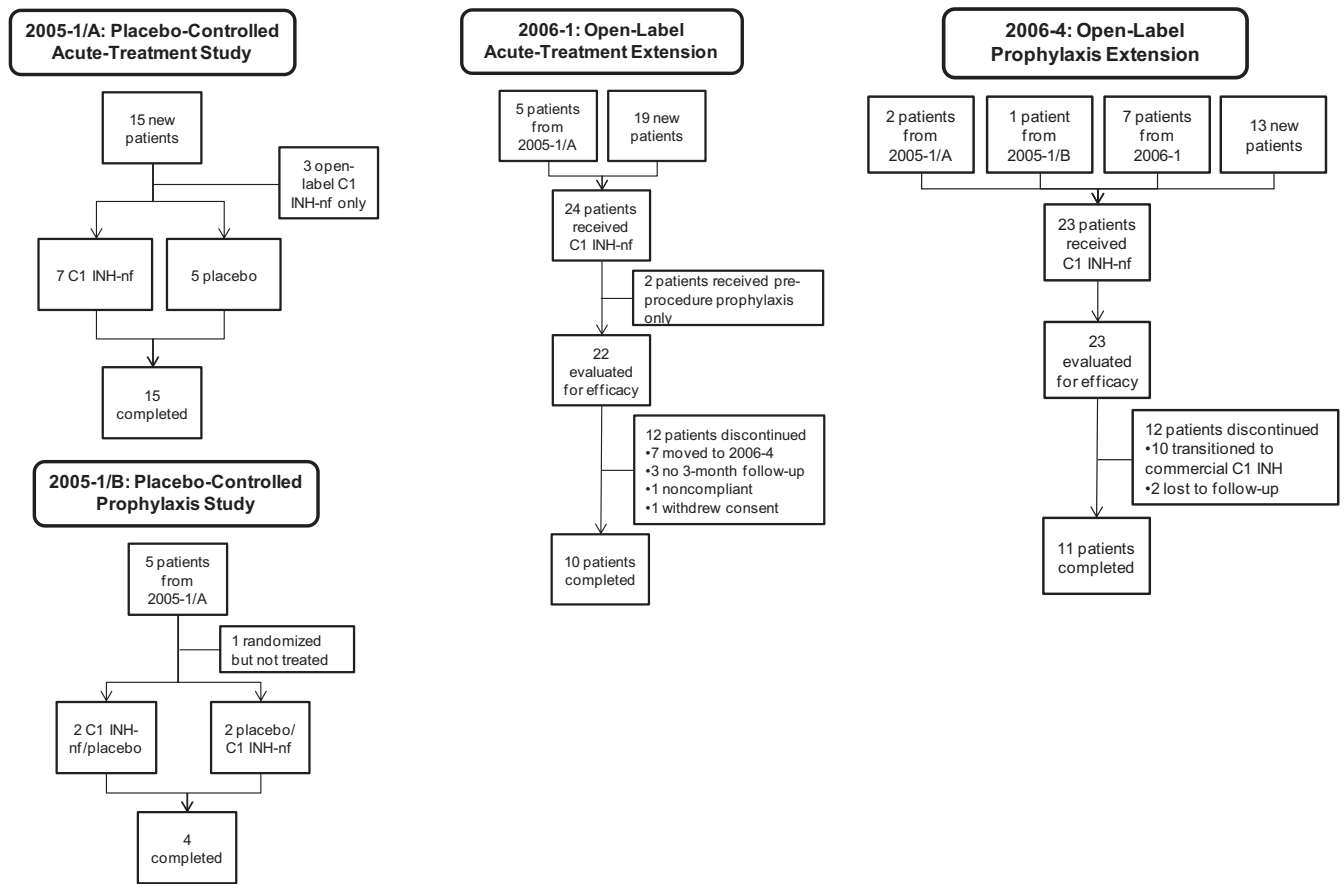 2005-1/A: Placebo-Controlled
Acute-Treatment Study
15 new
patients
3 open-
label C1
INH-nf only
7 C1 INH-nf
5 placebo
15
completed
2005-1/B: Placebo-Controlled
Prophylaxis Study
5 patients
from
2005-1/A
1 randomized
but not treated
2 C1 INH-
nf/placebo
2 placebo/
C1 INH-nf
4
completed
2006-1: Open-Label
Acute-Treatment Extension
5 patients
from
2005-1/A
19 new
patients
24 patients
received
C1 INH-nf
2 patients received pre-
procedure prophylaxis
only
22
evaluated
for efficacy
12 patients discontinued
•7 moved to 2006-4
•3 no 3-month follow-up
•1 noncompliant
•1 withdrew consent
10 patients
completed
2006-4: Open-Label
Prophylaxis Extension
2 patients
from
2005-1/A
1 patient
from
2005-1/B
7 patients
from
2006-1
13 new
patients
23 patients
received
C1 INH-nf
23
evaluated
for efficacy
12 patients discontinued
•10 transitioned to
commercial C1 INH
•2 lost to follow-up
11 patients
completed